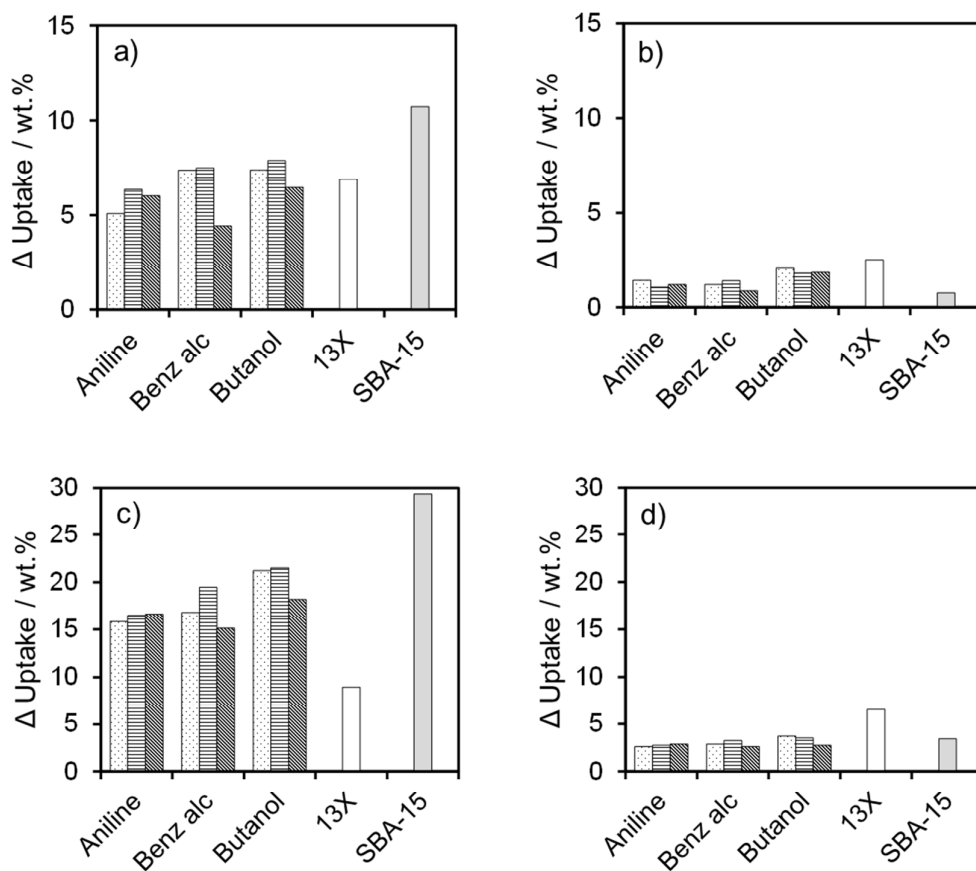 a)
15
10
5
0
Δ Uptake / wt.%
Aniline
Benz alc
Butanol
13X
SBA-15
b)
15
10
5
0
Δ Uptake / wt.%
Aniline
Benz alc
Butanol
13X
SBA-15
c)
30
25
20
15
10
5
0
Δ Uptake / wt.%
Aniline
Benz alc
Butanol
13X
SBA-15
d)
30
25
20
15
10
5
0
Δ Uptake / wt.%
Aniline
Benz alc
Butanol
13X
SBA-15